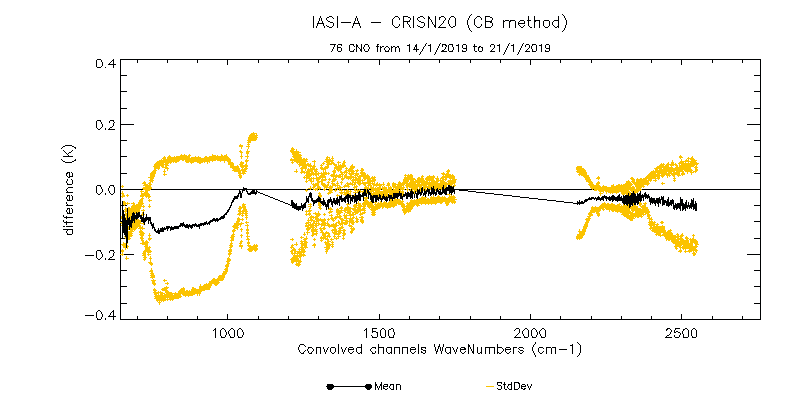 IASI-A - CRISN20 (CB method)
76 CNO from 14/1/2019 to 21/1/2019
0.4
0.2
0.0
-0.2
-0.4
difference (K)
1000 1500 2000 2500
Convolved channels WaveNumbers (cm-1)
Mean StdDev